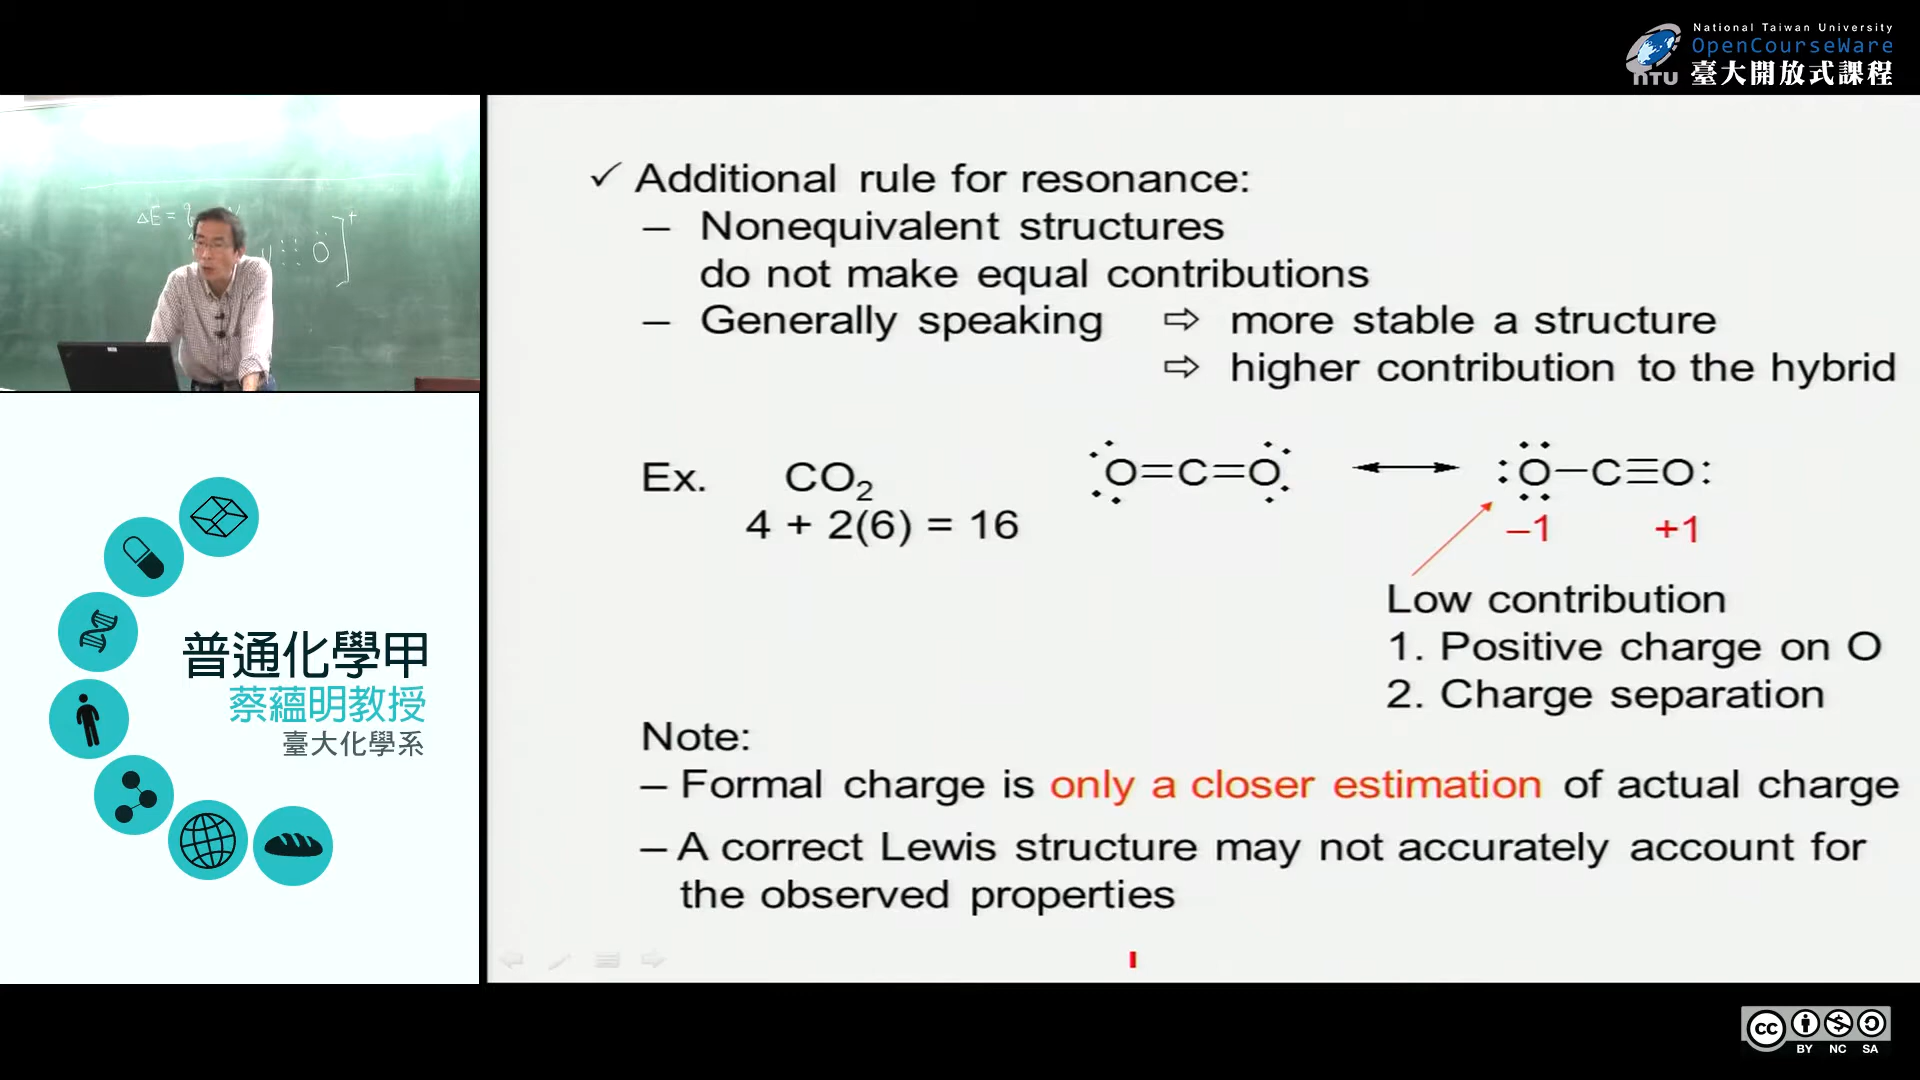 National Taiwan University
OpenCourseWare
臺大開放式課程
NTU
ΔE =
O
+
普通化學甲
蔡蘊明教授
臺大化學系
✓ Additional rule for resonance:
– Nonequivalent structures
do not make equal contributions
– Generally speaking ⇨ more stable a structure
⇨ higher contribution to the hybrid
Ex. CO₂ O=C=O ⟷ :O–C≡O:
4 + 2(6) = 16 –1 +1
Low contribution
1. Positive charge on O
2. Charge separation
Note:
– Formal charge is only a closer estimation of actual charge
– A correct Lewis structure may not accurately account for
the observed properties
cc
BY NC SA